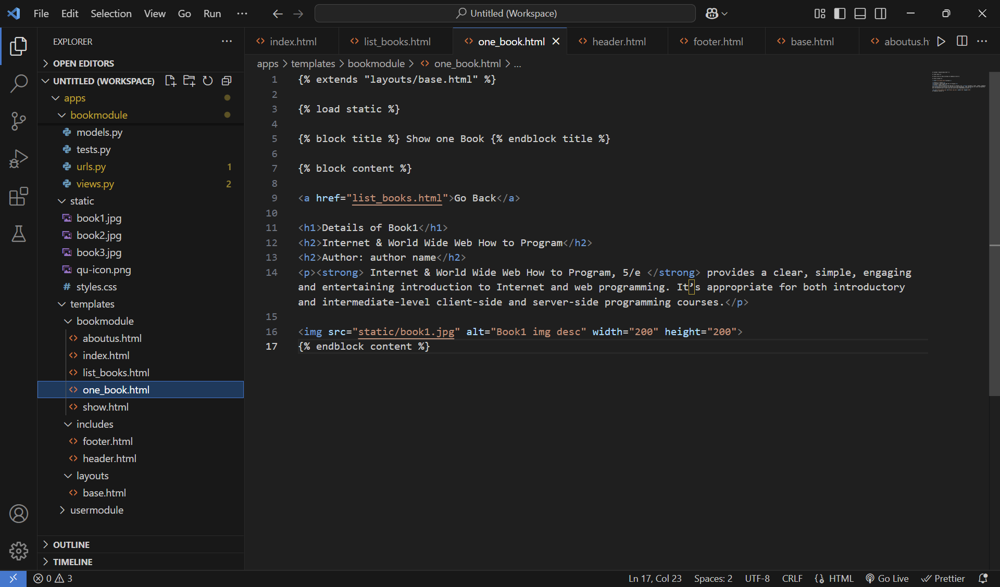 File Edit Selection View Go Run ··· Untitled (Workspace)
EXPLORER ···
OPEN EDITORS
UNTITLED (WORKSPACE)
apps
bookmodule
models.py
tests.py
urls.py 1
views.py 2
static
book1.jpg
book2.jpg
book3.jpg
qu-icon.png
# styles.css
templates
bookmodule
aboutus.html
index.html
list_books.html
one_book.html
show.html
includes
footer.html
header.html
layouts
base.html
usermodule
OUTLINE
TIMELINE
index.html list_books.html one_book.html header.html footer.html base.html aboutus.h
apps > templates > bookmodule > one_book.html > ...
1 {% extends "layouts/base.html" %}
2
3 {% load static %}
4
5 {% block title %} Show one Book {% endblock title %}
6
7 {% block content %}
8
9 <a href="list_books.html">Go Back</a>
10
11 <h1>Details of Book1</h1>
12 <h2>Internet & World Wide Web How to Program</h2>
13 <h2>Author: author name</h2>
14 <p><strong> Internet & World Wide Web How to Program, 5/e </strong> provides a clear, simple, engaging
and entertaining introduction to Internet and web programming. It’s appropriate for both introductory
and intermediate-level client-side and server-side programming courses.</p>
15
16 <img src="static/book1.jpg" alt="Book1 img desc" width="200" height="200">
17 {% endblock content %}
0 3 Ln 17, Col 23 Spaces: 2 UTF-8 CRLF HTML Go Live Prettier